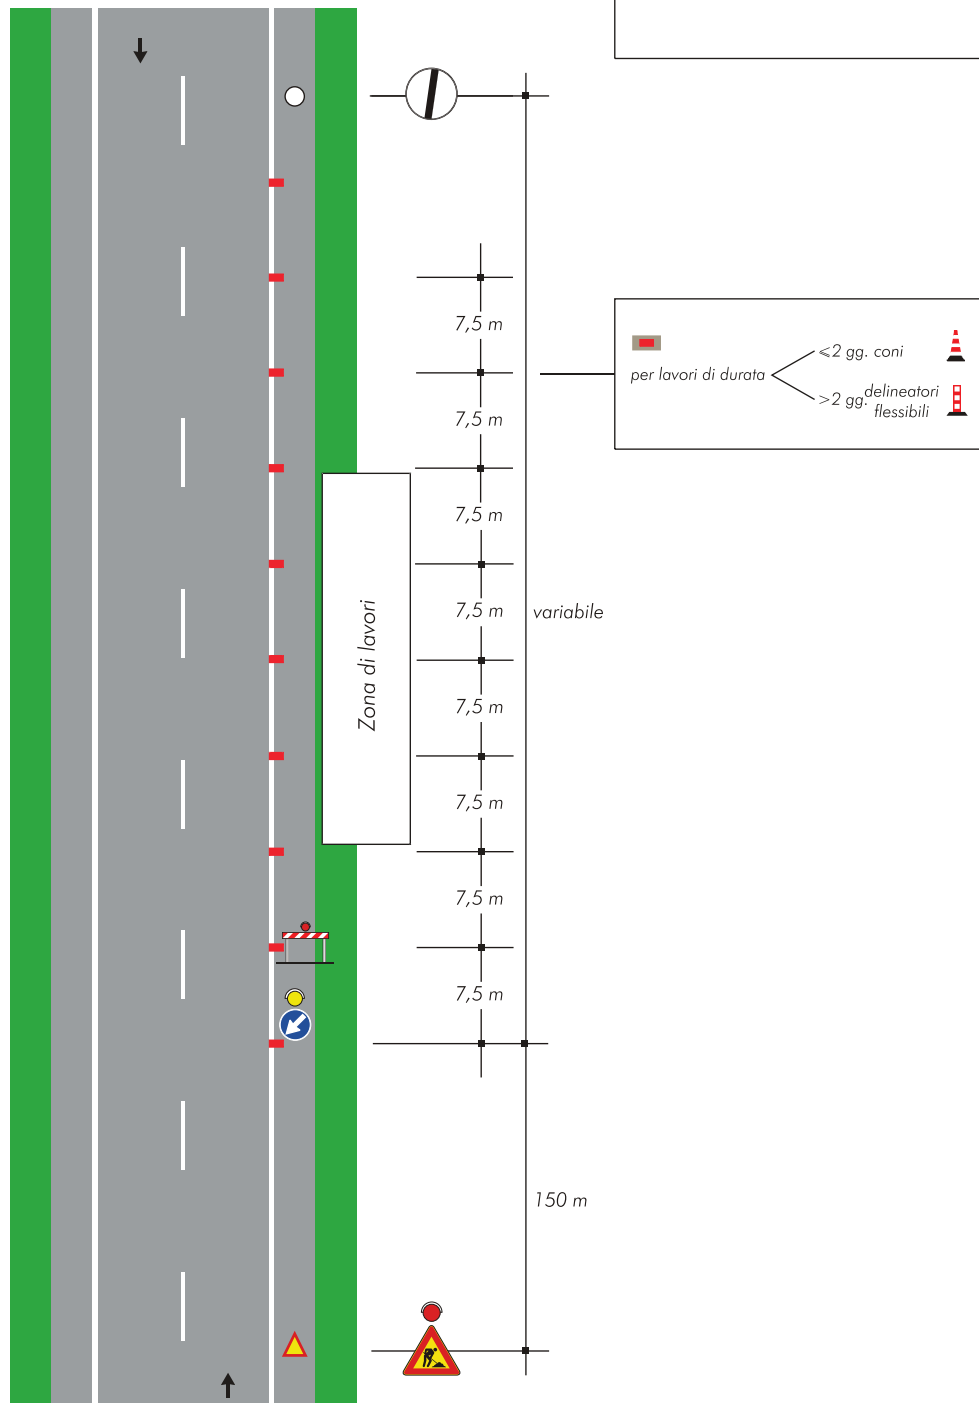 7,5 m
⩽2 gg. coni
per lavori di durata
>2 gg. delineatori
flessibili
7,5 m
7,5 m
7,5 m
variabile
Zona di lavori
7,5 m
7,5 m
7,5 m
7,5 m
150 m